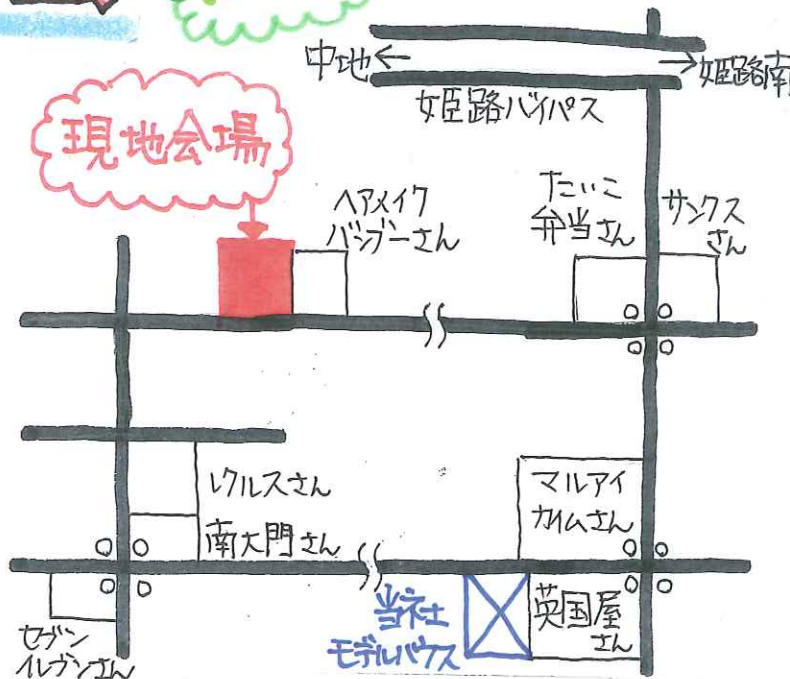 中地←
→姫路南
姫路バイパス
現地会場
ヘアメイク
バンブーさん
たいこ
弁当さん
サンクス
さん
レクルスさん
南大門さん
マルアイ
カイムさん
当社
モデルハウス
英国屋
さん
セブン
イレブンさん